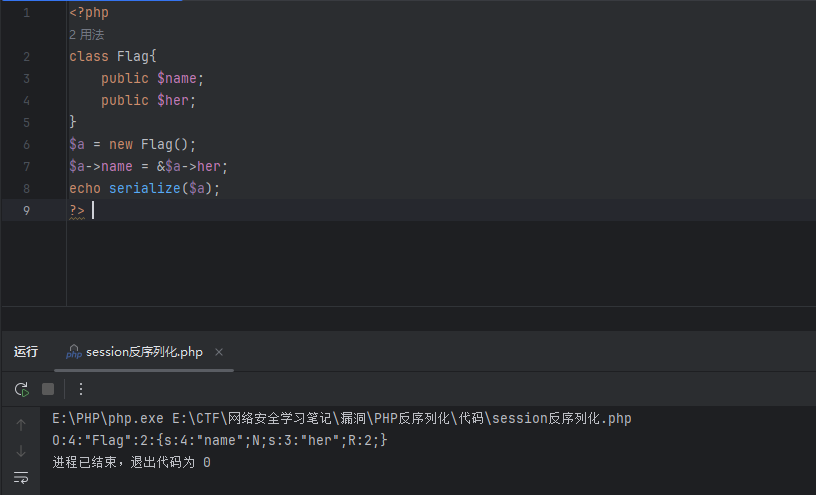 1 <?php
2 用法
2 class Flag{
3 public $name;
4 public $her;
5 }
6 $a = new Flag();
7 $a->name = &$a->her;
8 echo serialize($a);
9 ?>
运行 php session反序列化.php ×
E:\PHP\php.exe E:\CTF\网络安全学习笔记\漏洞\PHP反序列化\代码\session反序列化.php
O:4:"Flag":2:{s:4:"name";N;s:3:"her";R:2;}
进程已结束，退出代码为 0